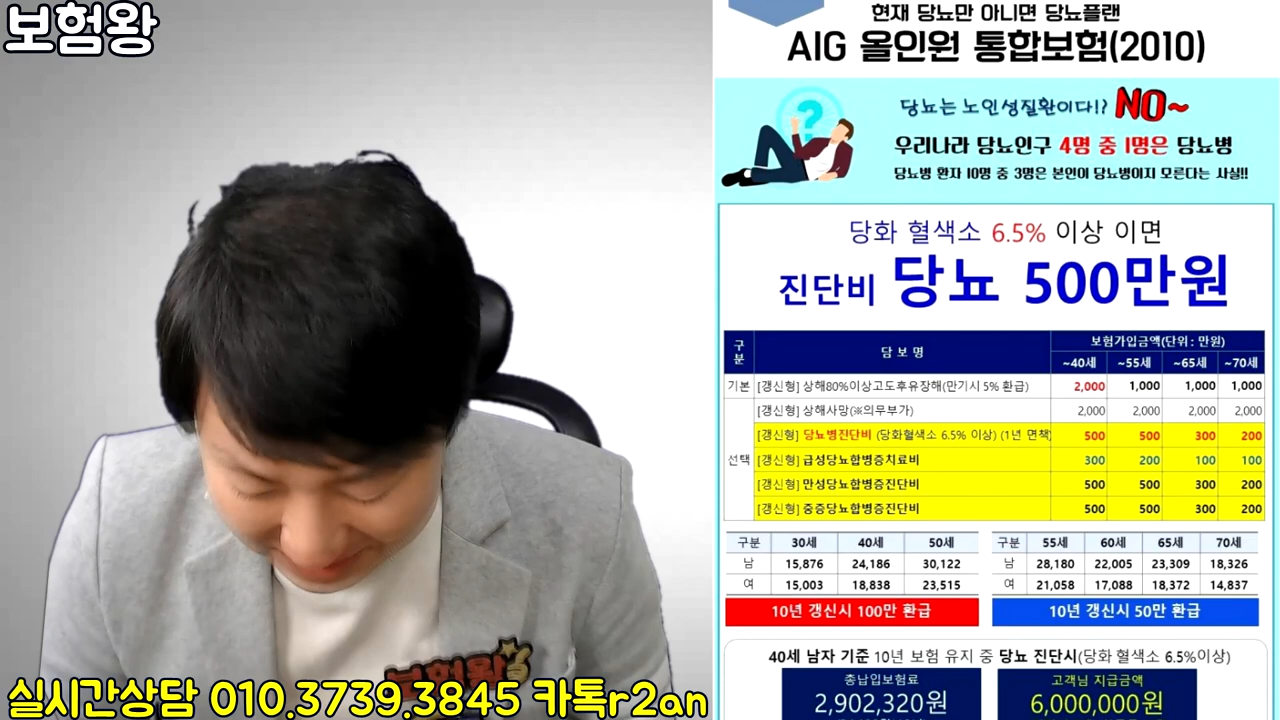 보험왕
현재 당뇨만 아니면 당뇨플랜
AIG 올인원 통합보험(2010)
당뇨는 노인성질환이다!? NO~
우리나라 당뇨인구 4명 중 1명은 당뇨병
당뇨병 환자 10명 중 3명은 본인이 당뇨병이지 모른다는 사실!!
당화 혈색소 6.5% 이상 이면
진단비 당뇨 500만원
구분 담 보 명 보험가입금액(단위 : 만원)
~40세 ~55세 ~65세 ~70세
기본 [갱신형] 상해80%이상고도후유장해(만기시 5% 환급) 2,000 1,000 1,000 1,000
선택 [갱신형] 상해사망(※의무부가) 2,000 2,000 2,000 2,000
[갱신형] 당뇨병진단비 (당화혈색소 6.5% 이상) (1년 면책 500 500 300 200
[갱신형] 급성당뇨합병증치료비 300 200 100 100
[갱신형] 만성당뇨합병증진단비 500 500 300 200
[갱신형] 중증당뇨합병증진단비 500 500 300 200
구분 30세 40세 50세
남 15,876 24,186 30,122
여 15,003 18,838 23,515
10년 갱신시 100만 환급
구분 55세 60세 65세 70세
남 28,180 22,005 23,309 18,326
여 21,058 17,088 18,372 14,837
10년 갱신시 50만 환급
40세 남자 기준 10년 보험 유지 중 당뇨 진단시(당화 혈색소 6.5%이상)
총납입보험료
2,902,320원
고객님 지급금액
6,000,000원
보험왕
실시간상담 010.3739.3845 카톡r2an